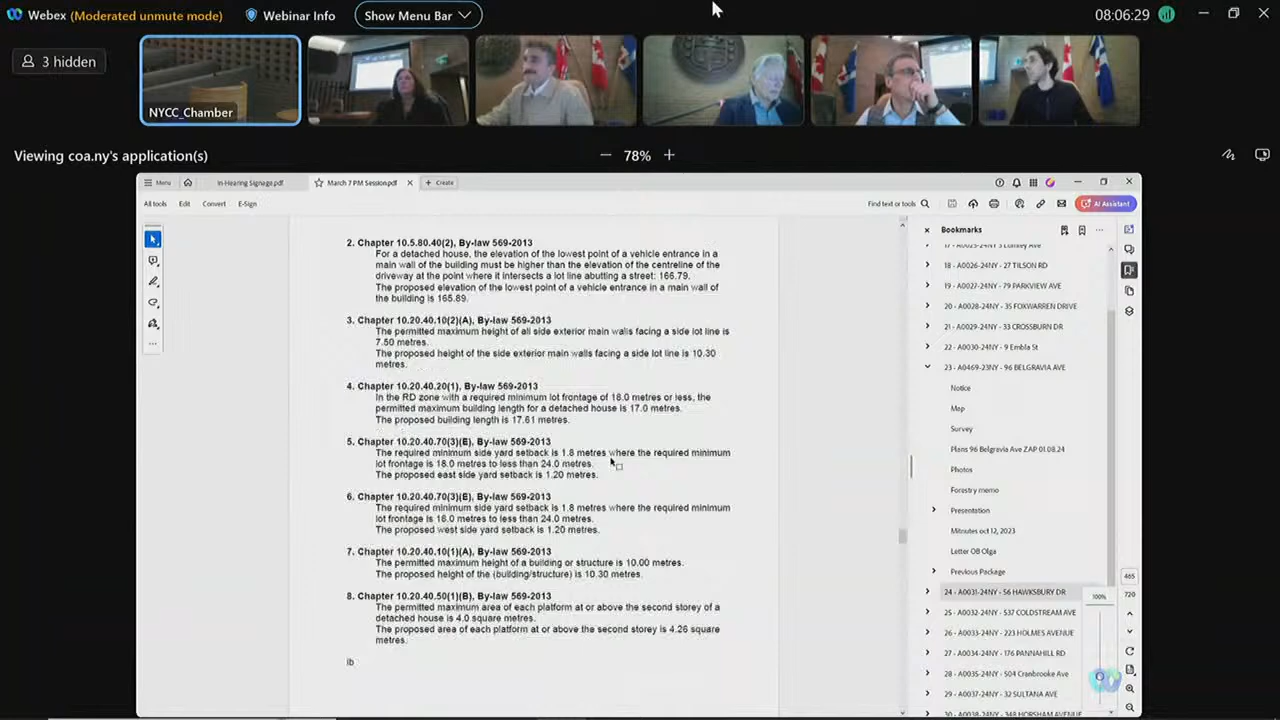 Webex (Moderated unmute mode) Webinar Info Show Menu Bar 08:06:29
3 hidden
NYCC_Chamber
Viewing coa.ny's application(s) 78%
Menu In-Hearing Signage.pdf March 7 PM Session.pdf Create
All tools Edit Convert E-Sign Find text or tools AI Assistant
2. Chapter 10.5.80.40(2), By-law 569-2013
For a detached house, the elevation of the lowest point of a vehicle entrance in a
main wall of the building must be higher than the elevation of the centreline of the
driveway at the point where it intersects a lot line abutting a street: 166.79.
The proposed elevation of the lowest point of a vehicle entrance in a main wall of
the building is 165.89.
3. Chapter 10.20.40.10(2)(A), By-law 569-2013
The permitted maximum height of all side exterior main walls facing a side lot line is
7.50 metres.
The proposed height of the side exterior main walls facing a side lot line is 10.30
metres.
4. Chapter 10.20.40.20(1), By-law 569-2013
In the RD zone with a required minimum lot frontage of 18.0 metres or less, the
permitted maximum building length for a detached house is 17.0 metres.
The proposed building length is 17.61 metres.
5. Chapter 10.20.40.70(3)(E), By-law 569-2013
The required minimum side yard setback is 1.8 metres where the required minimum
lot frontage is 18.0 metres to less than 24.0 metres.
The proposed east side yard setback is 1.20 metres.
6. Chapter 10.20.40.70(3)(E), By-law 569-2013
The required minimum side yard setback is 1.8 metres where the required minimum
lot frontage is 18.0 metres to less than 24.0 metres.
The proposed west side yard setback is 1.20 metres.
7. Chapter 10.20.40.10(1)(A), By-law 569-2013
The permitted maximum height of a building or structure is 10.00 metres.
The proposed height of the (building/structure) is 10.30 metres.
8. Chapter 10.20.40.50(1)(B), By-law 569-2013
The permitted maximum area of each platform at or above the second storey of a
detached house is 4.0 square metres.
The proposed area of each platform at or above the second storey is 4.26 square
metres.
lb
Bookmarks
18 - A0026-24NY - 27 TILSON RD
19 - A0027-24NY - 79 PARKVIEW AVE
20 - A0028-24NY - 35 FOXWARREN DRIVE
21 - A0029-24NY - 33 CROSSBURN DR
22 - A0030-24NY - 9 Embla St
23 - A0469-23NY - 96 BELGRAVIA AVE
Notice
Map
Survey
Plans 96 Belgravia Ave ZAP 01.08.24
Photos
Forestry memo
Presentation
Mitnutes oct 12, 2023
Letter OB Olga
Previous Package
24 - A0031-24NY - 56 HAWKSBURY DR
25 - A0032-24NY - 537 COLDSTREAM AVE
26 - A0033-24NY - 223 HOLMES AVENUE
27 - A0034-24NY - 176 PANNAHILL RD
28 - A0035-24NY - 504 Cranbrooke Ave
29 - A0037-24NY - 32 SULTANA AVE
30 - A0038-24NY - 348 HORSHAM AVENUE
465
720
100%